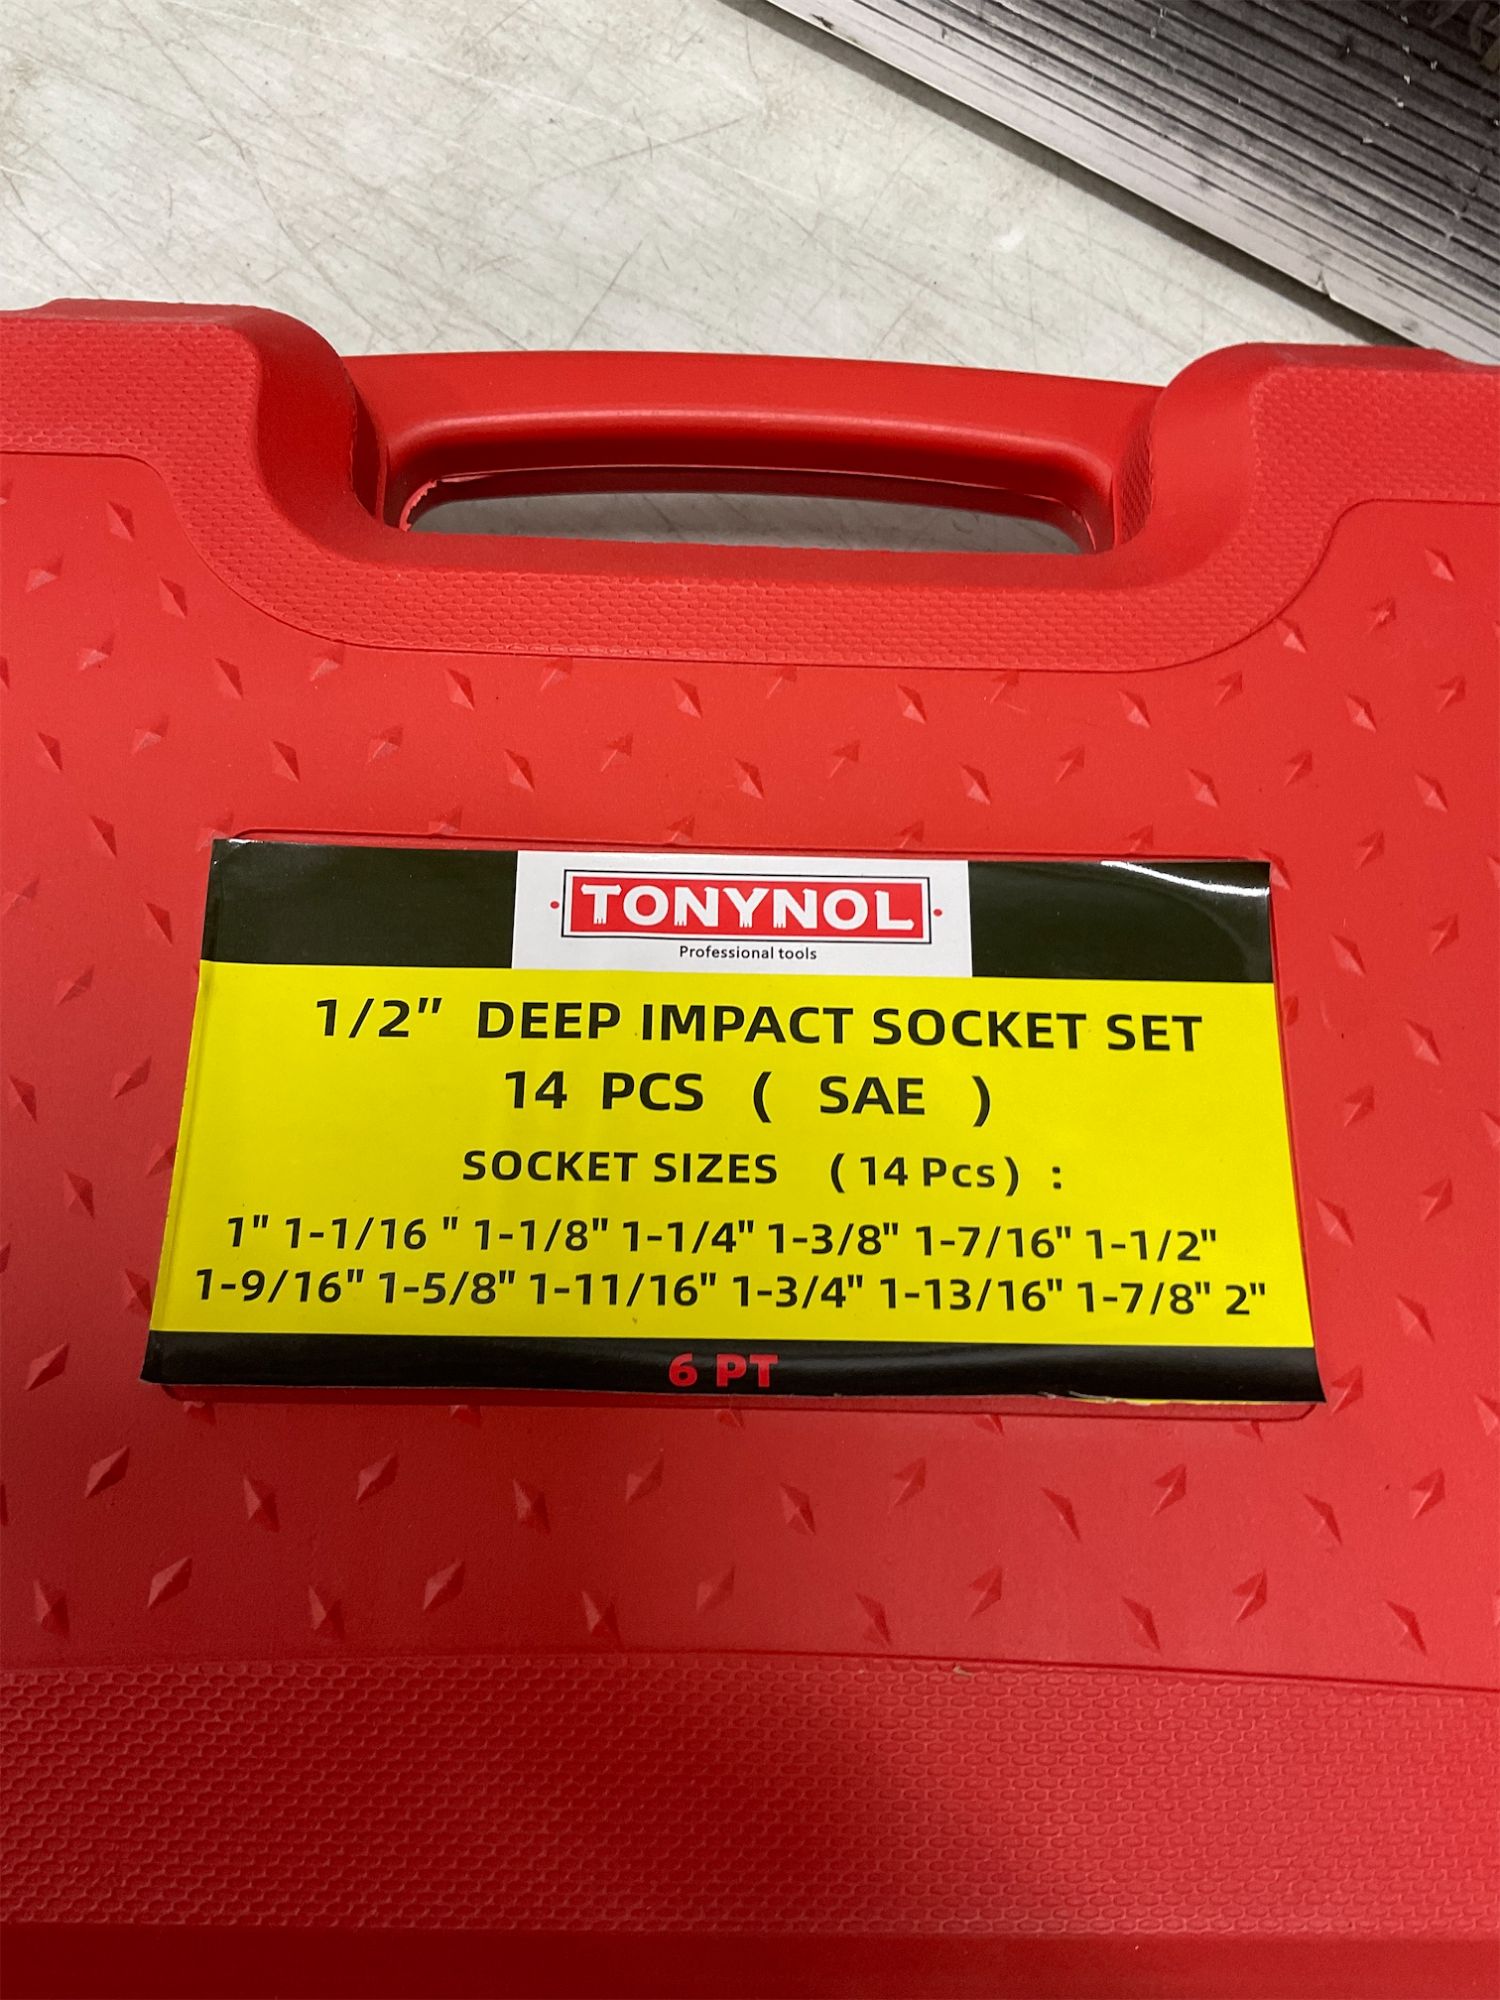 TONYNOL
Professional tools
1/2" DEEP IMPACT SOCKET SET
14 PCS ( SAE )
SOCKET SIZES ( 14 Pcs ) :
1" 1-1/16 " 1-1/8" 1-1/4" 1-3/8" 1-7/16" 1-1/2"
1-9/16" 1-5/8" 1-11/16" 1-3/4" 1-13/16" 1-7/8" 2"
6 PT